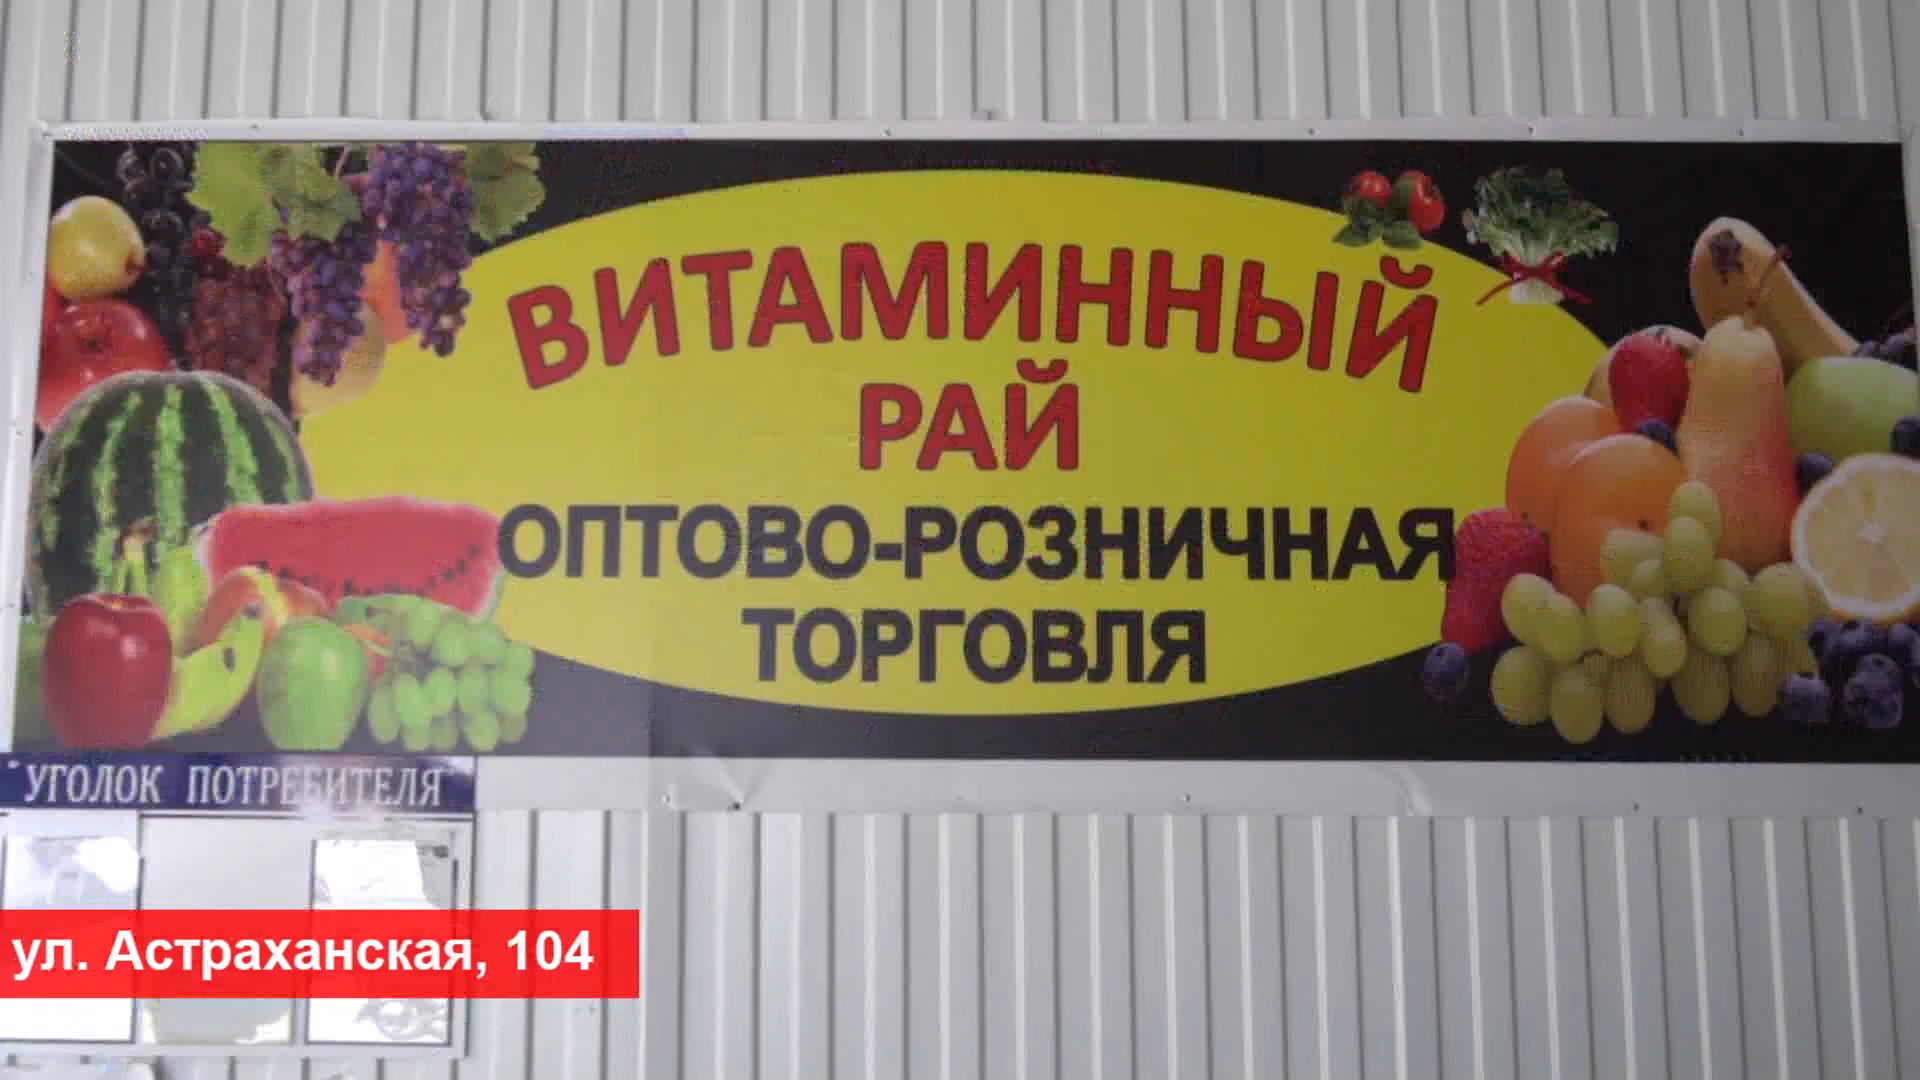 ВИТАМИННЫЙ
РАЙ
ОПТОВО-РОЗНИЧНАЯ
ТОРГОВЛЯ
"УГОЛОК ПОТРЕБИТЕЛЯ"
ул. Астраханская, 104